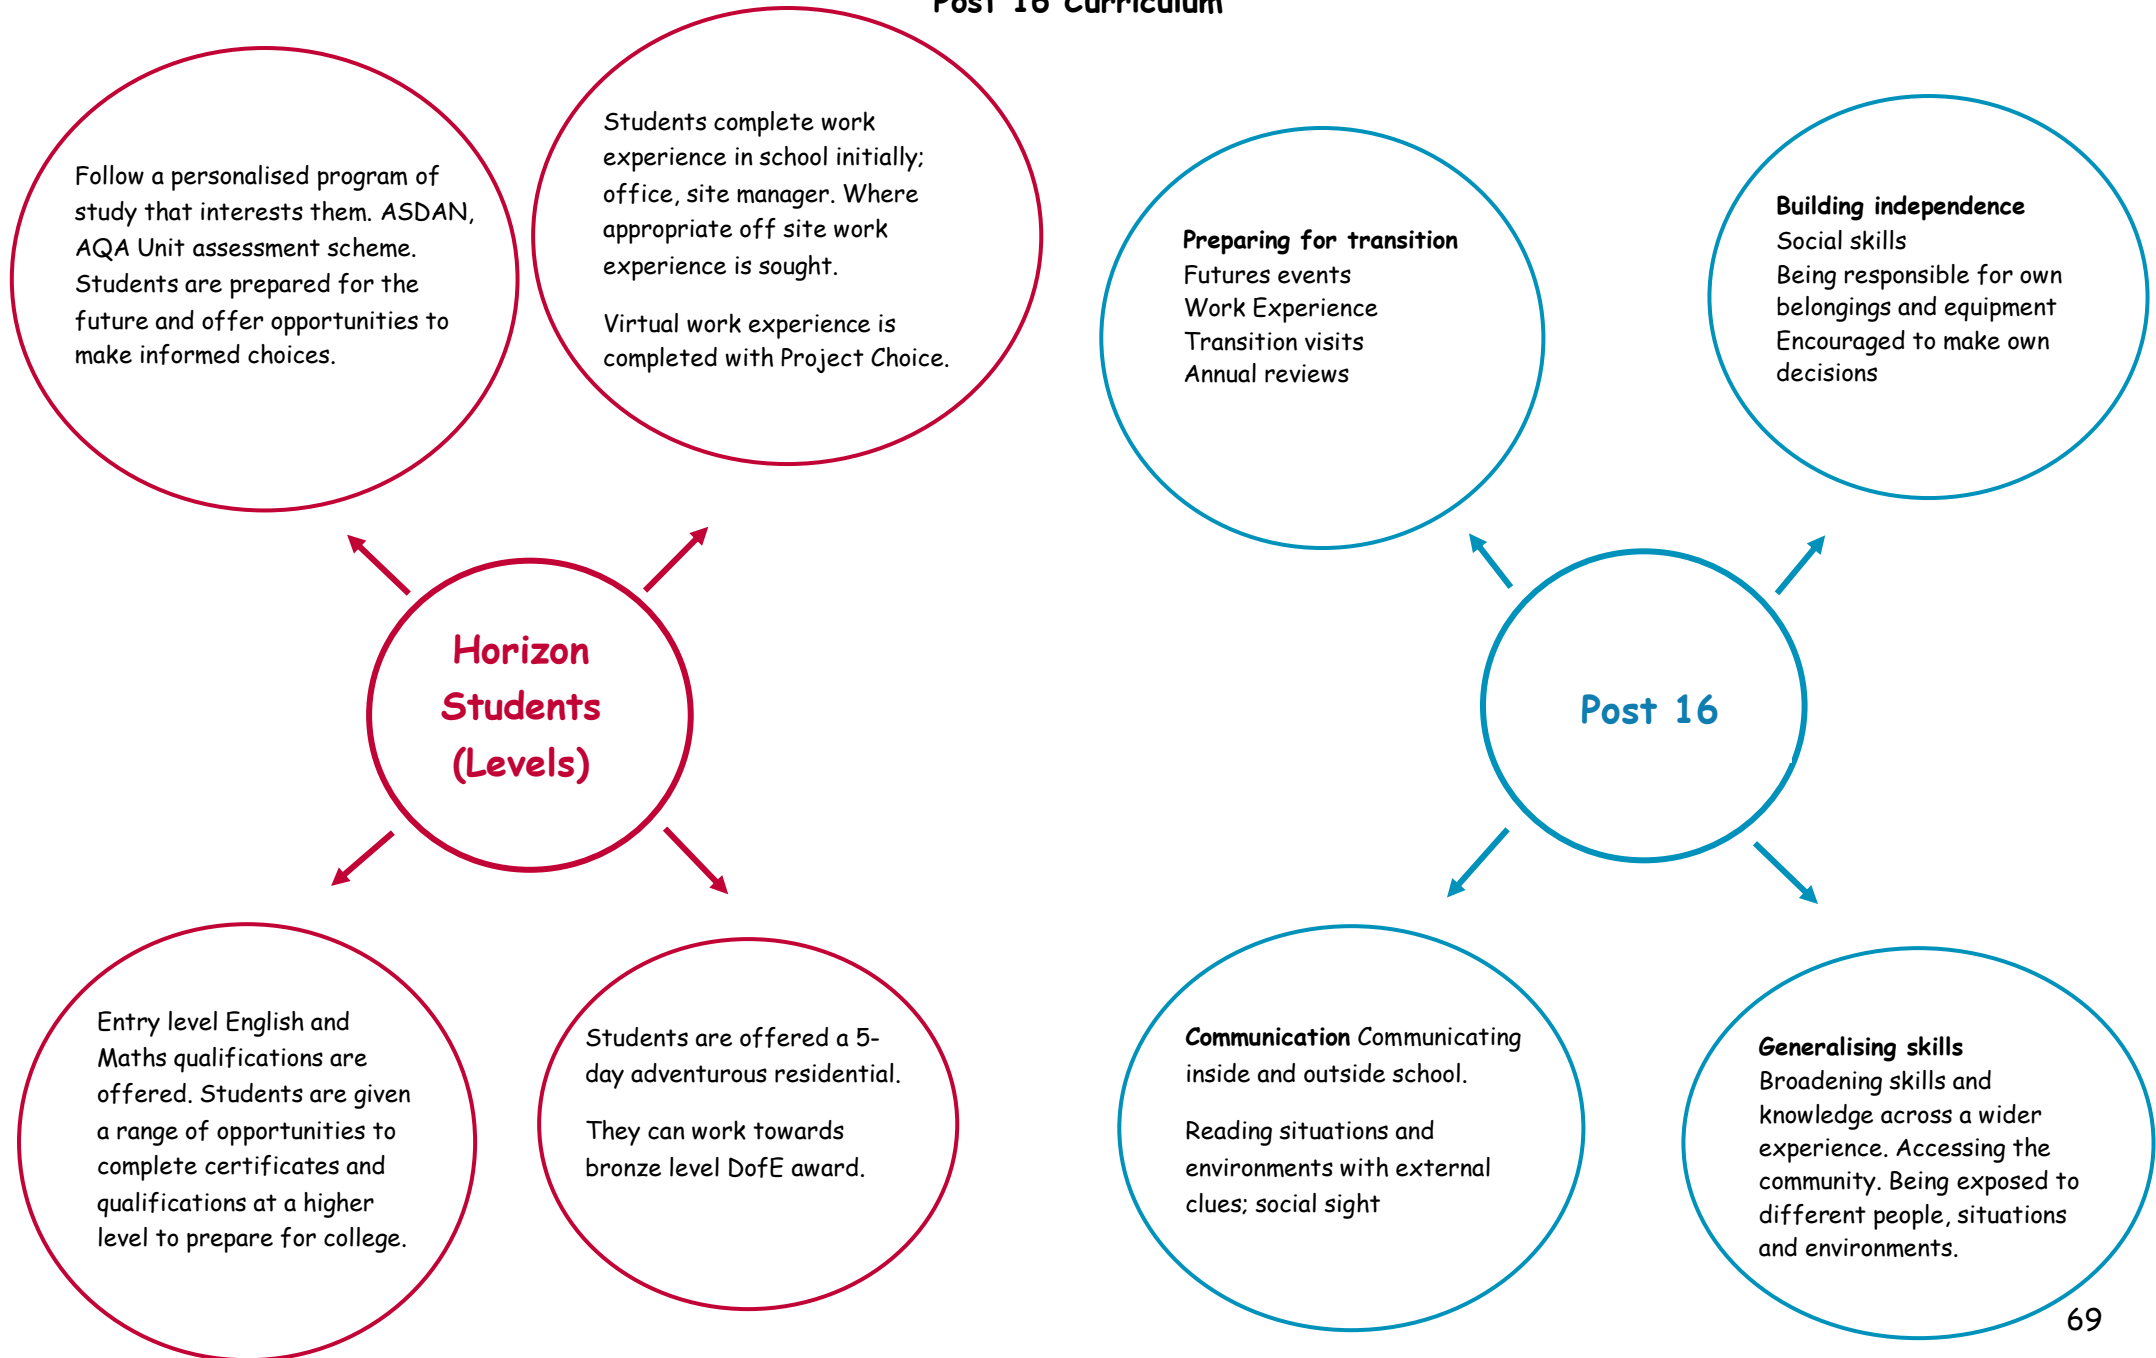 Post 16 Curriculum
Follow a personalised program of
study that interests them. ASDAN,
AQA Unit assessment scheme.
Students are prepared for the
future and offer opportunities to
make informed choices.
Students complete work
experience in school initially;
office, site manager. Where
appropriate off site work
experience is sought.
Virtual work experience is
completed with Project Choice.
Horizon
Students
(Levels)
Entry level English and
Maths qualifications are
offered. Students are given
a range of opportunities to
complete certificates and
qualifications at a higher
level to prepare for college.
Students are offered a 5-
day adventurous residential.
They can work towards
bronze level DofE award.
Preparing for transition
Futures events
Work Experience
Transition visits
Annual reviews
Building independence
Social skills
Being responsible for own
belongings and equipment
Encouraged to make own
decisions
Post 16
Communication Communicating
inside and outside school.
Reading situations and
environments with external
clues; social sight
Generalising skills
Broadening skills and
knowledge across a wider
experience. Accessing the
community. Being exposed to
different people, situations
and environments.
69